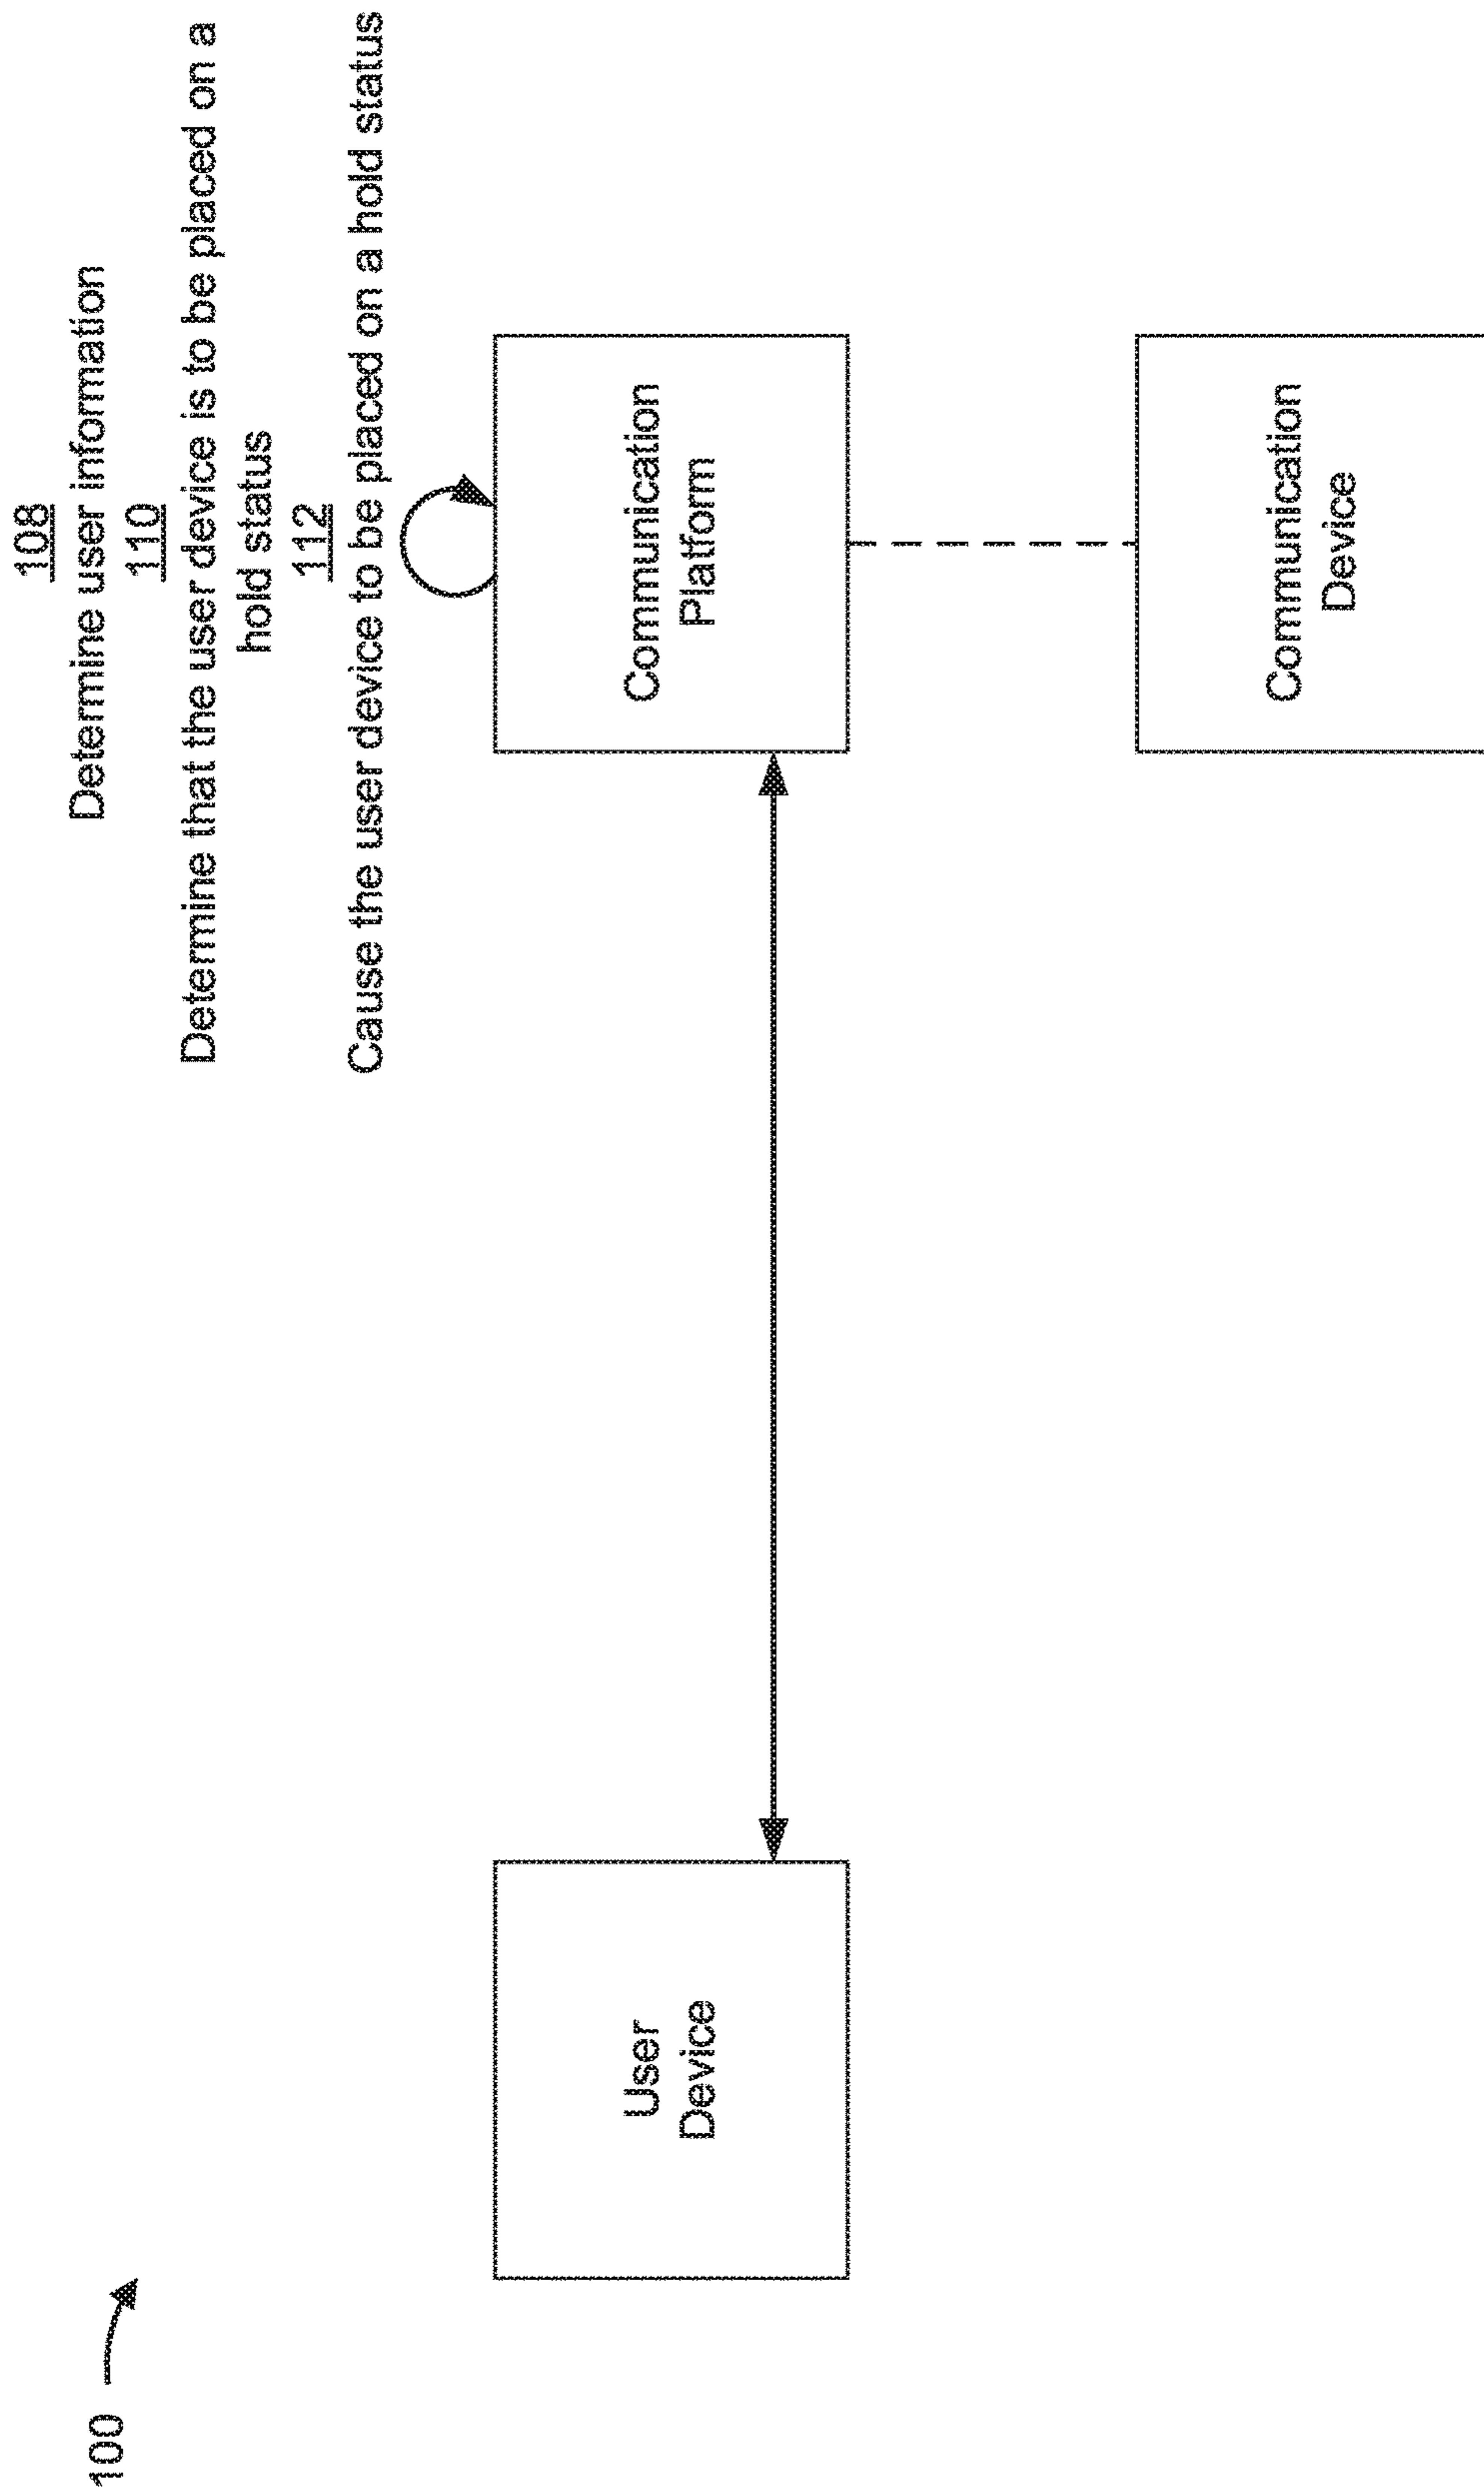 100
108
Determine user information
110
Determine that the user device is to be placed on a
hold status
112
Cause the user device to be placed on a hold status
User
Device
Communication
Platform
Communication
Device